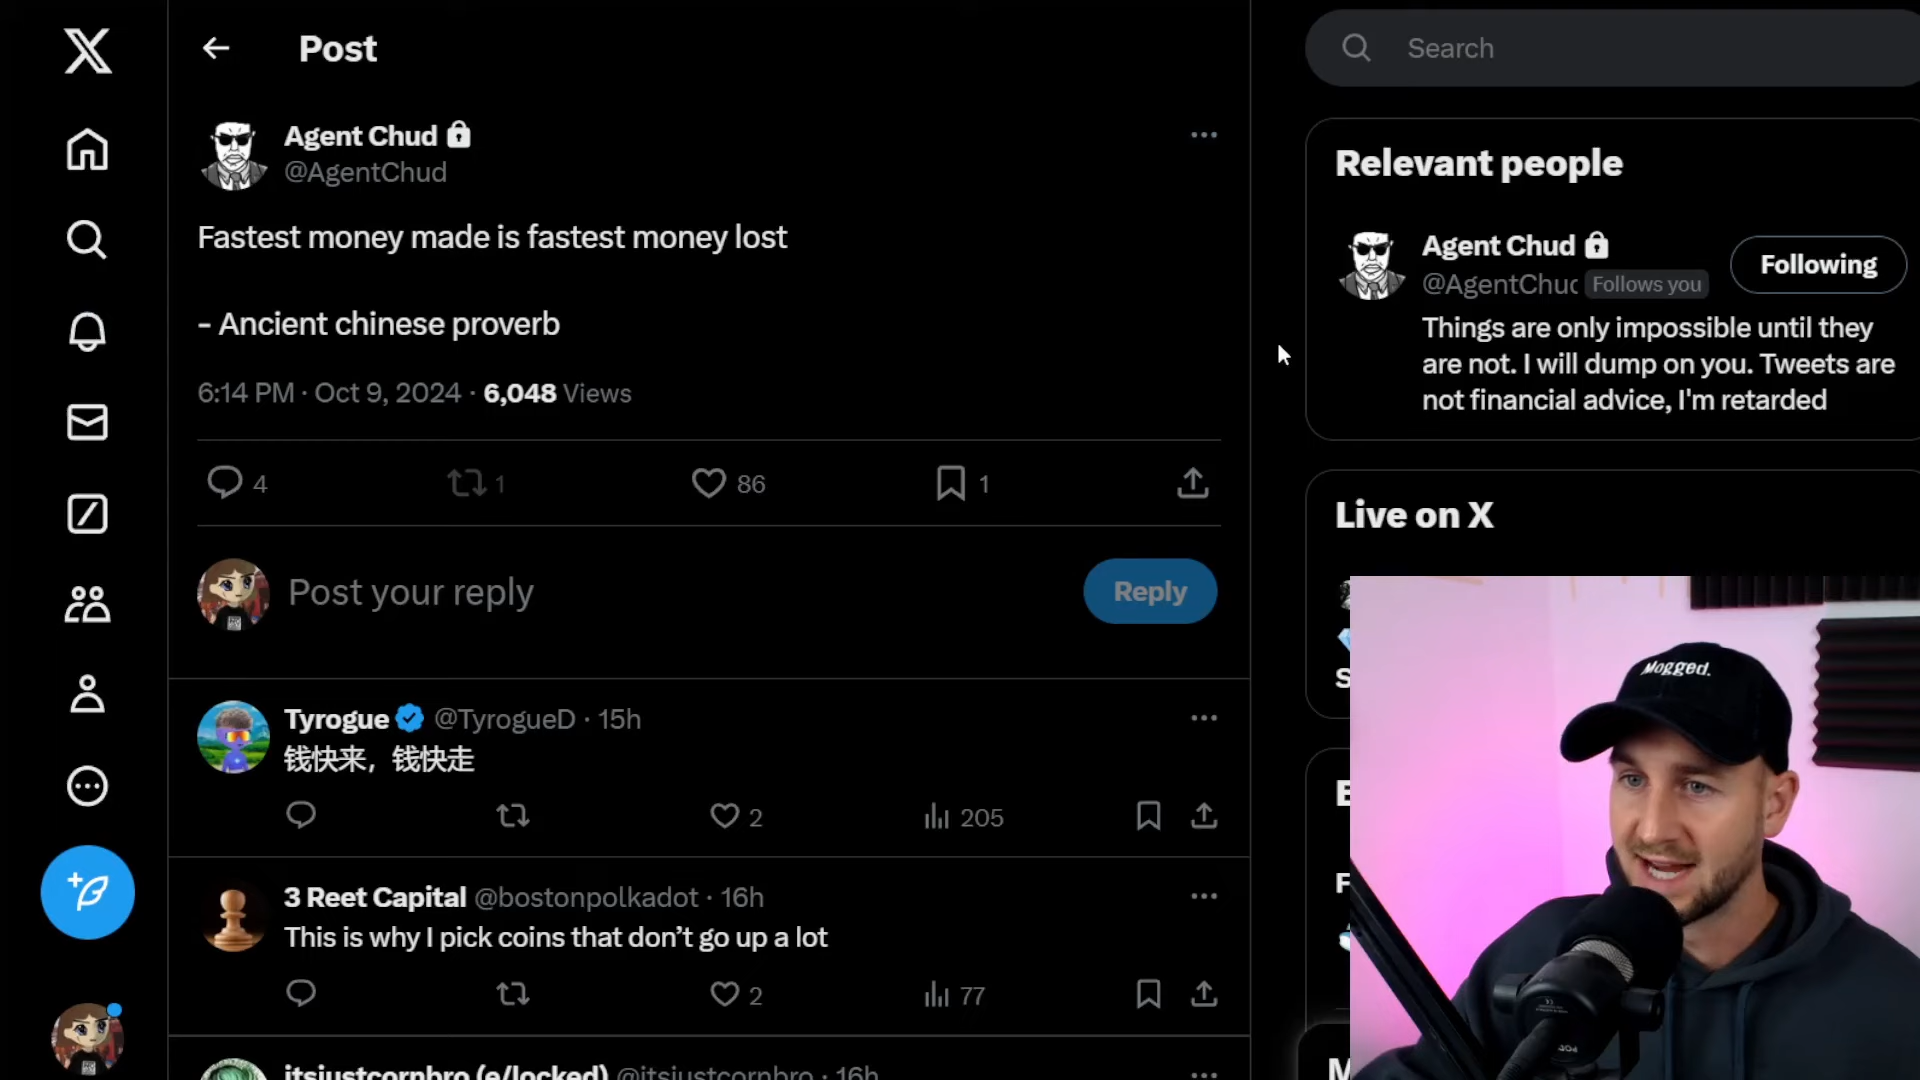 Post
Search
Agent Chud
@AgentChud
Fastest money made is fastest money lost
- Ancient chinese proverb
6:14 PM · Oct 9, 2024 · 6,048 Views
4
1
86
1
Post your reply
Reply
Tyrogue @TyrogueD · 15h
钱快来，钱快走
2
205
3 Reet Capital @bostonpolkadot · 16h
This is why I pick coins that don’t go up a lot
2
77
itsjustcornbro (e/locked) @itsjustcornbro · 16h
Relevant people
Agent Chud
@AgentChud Follows you
Following
Things are only impossible until they
are not. I will dump on you. Tweets are
not financial advice, I'm retarded
Live on X
S
E
F
M
Mogged.